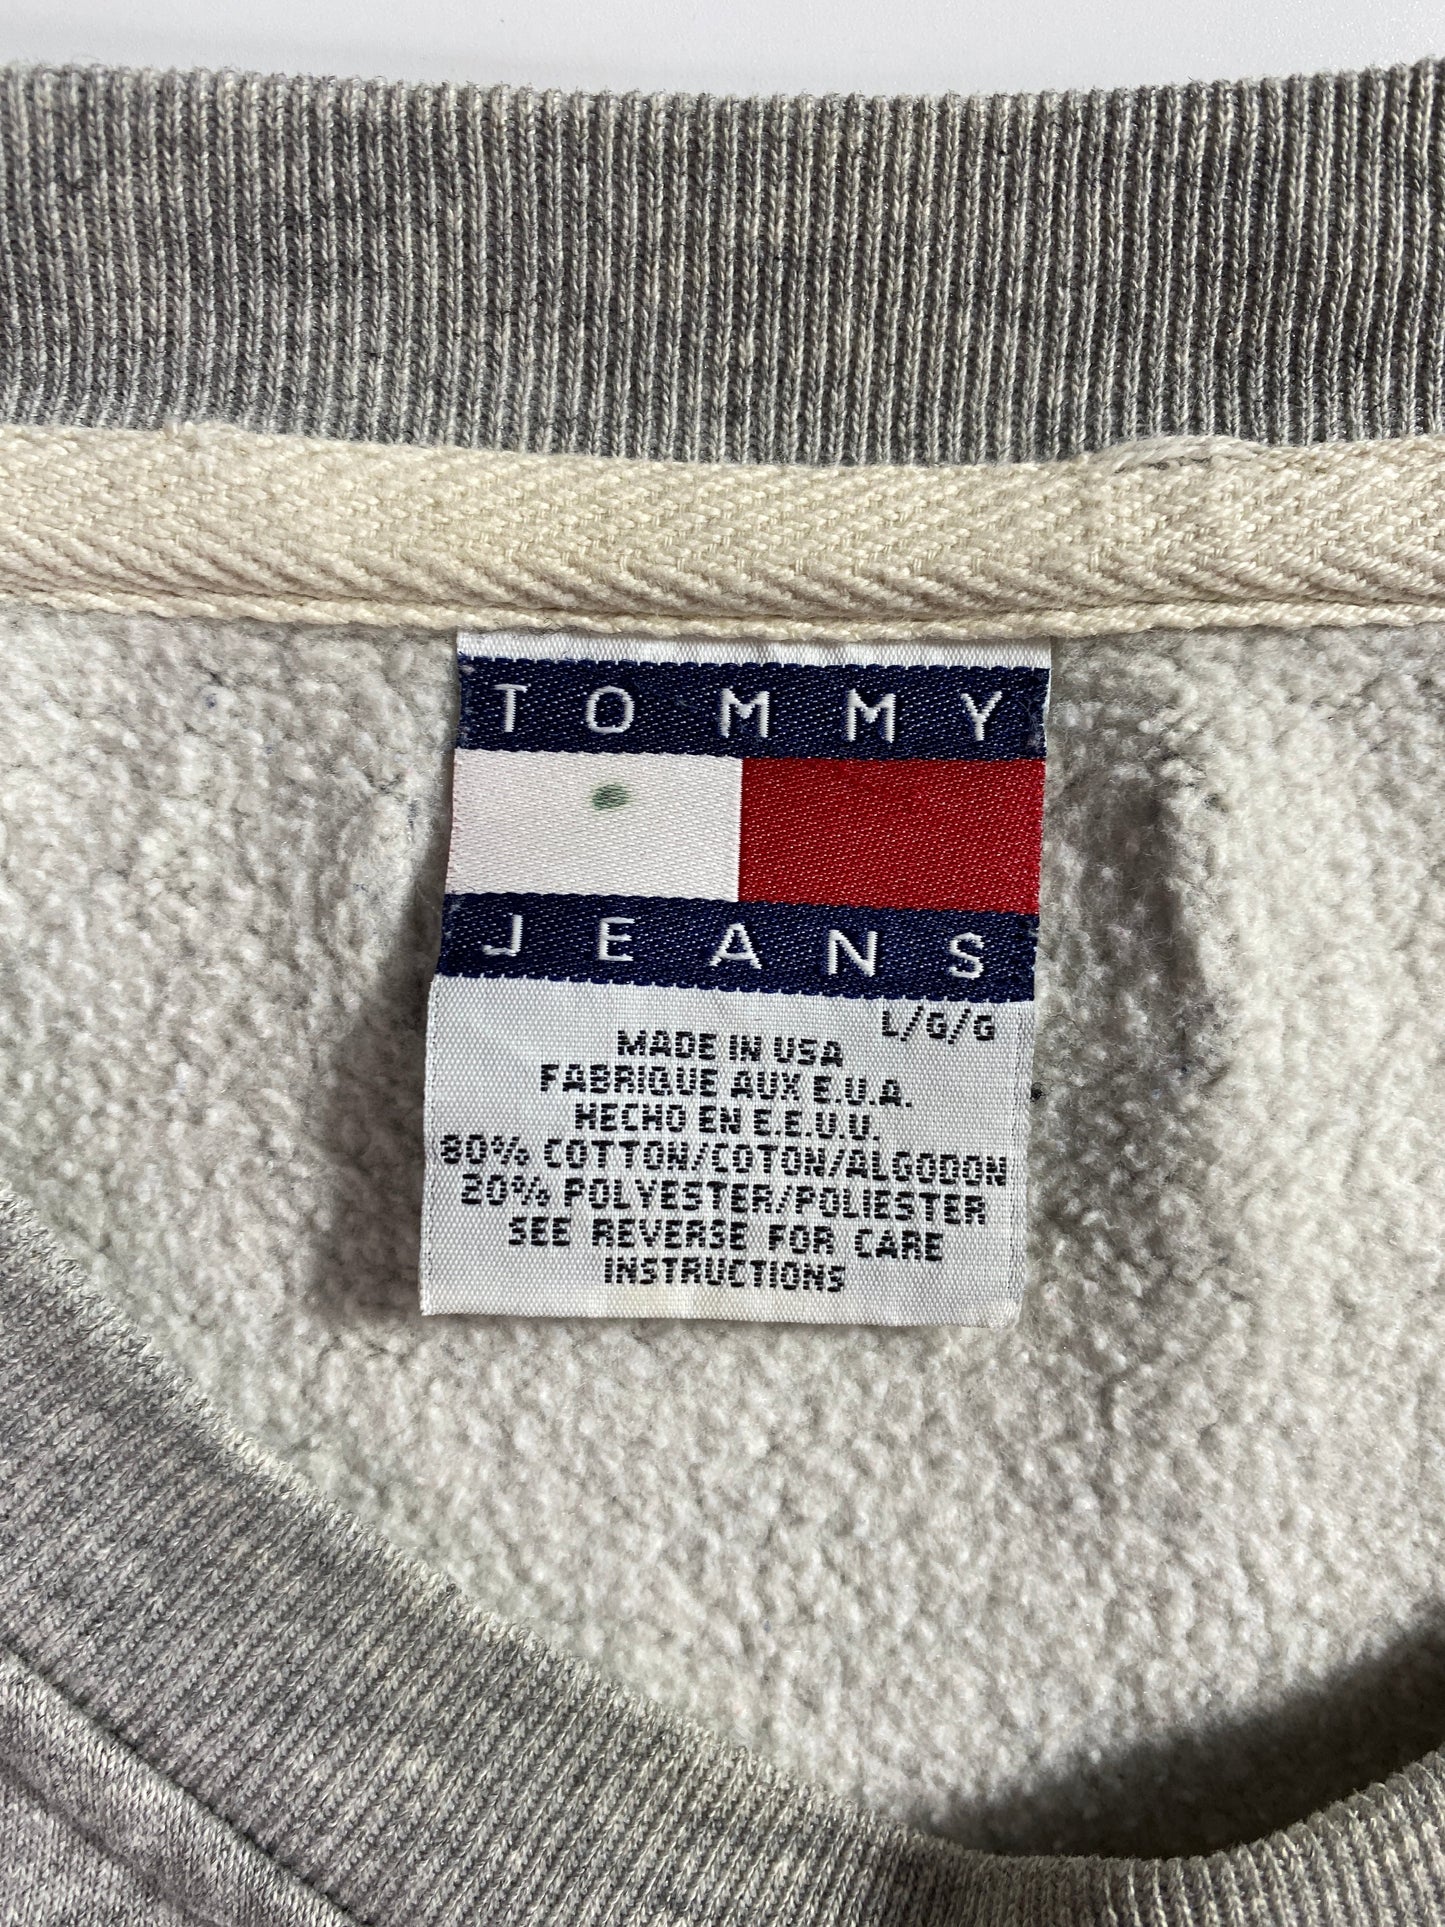 TOMMY
JEANS
L/G/G
MADE IN USA
FABRIQUE AUX E.U.A.
HECHO EN E.E.U.U.
80% COTTON/COTON/ALGODON
20% POLYESTER/POLIESTER
SEE REVERSE FOR CARE
INSTRUCTIONS